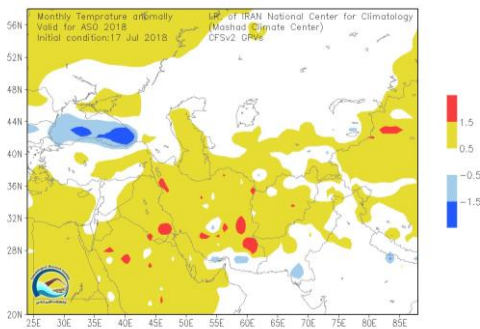 Monthly Temprature anomally
Valid for ASO 2018
Initial condition:17 Jul 2018
I.R. of IRAN National Center for Climatology
(Mashad Climate Center)
CFSv2 GPVs
56N
52N
48N
44N
40N
36N
32N
28N
24N
20N
25E
30E
35E
40E
45E
50E
55E
60E
65E
70E
75E
80E
85E
1.5
0.5
-0.5
-1.5